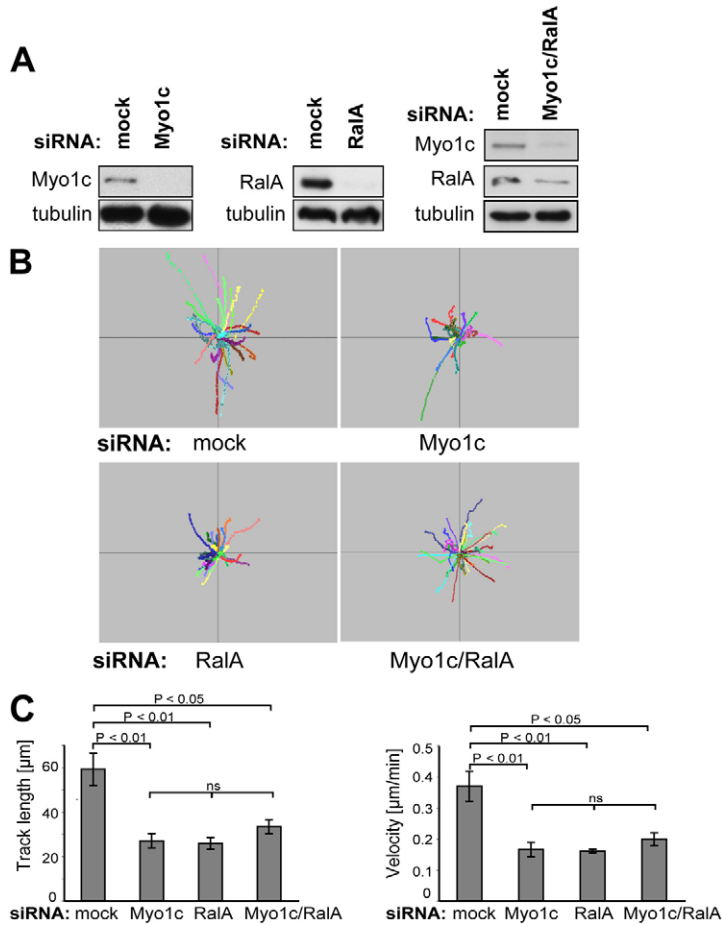 A
siRNA: mock Myo1c
Myo1c
tubulin
siRNA: mock RalA
RalA
tubulin
siRNA: mock Myo1c/RalA
Myo1c
RalA
tubulin
B
siRNA: mock Myo1c
siRNA: RalA Myo1c/RalA
C
P < 0.05
P < 0.01
P < 0.01
ns
Track length [µm]
60
40
20
0
siRNA: mock Myo1c RalA Myo1c/RalA
P < 0.05
P < 0.01
P < 0.01
ns
Velocity [µm/min]
0.5
0.4
0.3
0.2
0.1
0
siRNA: mock Myo1c RalA Myo1c/RalA